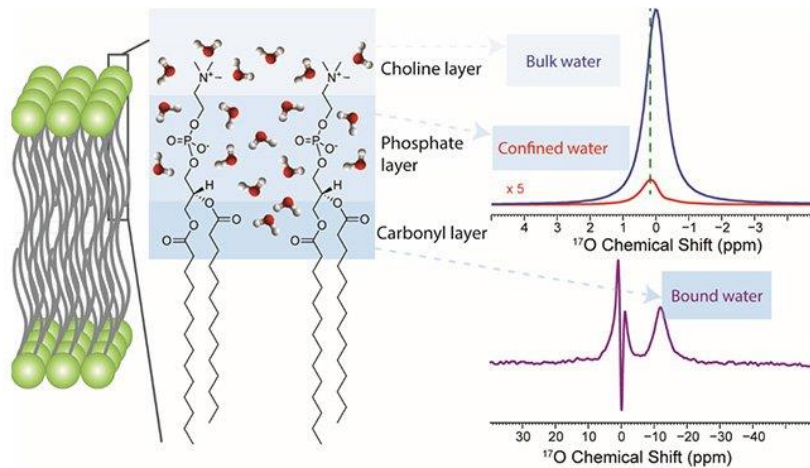 Choline layer
Phosphate layer
Carbonyl layer
Bulk water
Confined water
x 5
4 3 2 1 0 −1 −2 −3
¹⁷O Chemical Shift (ppm)
Bound water
30 20 10 0 −10 −20 −30 −40
¹⁷O Chemical Shift (ppm)
N⁺
O=P
O⁻
O
O
H
O
O
O
O
N⁺
O=P
O⁻
O
O
H
O
O
O
O